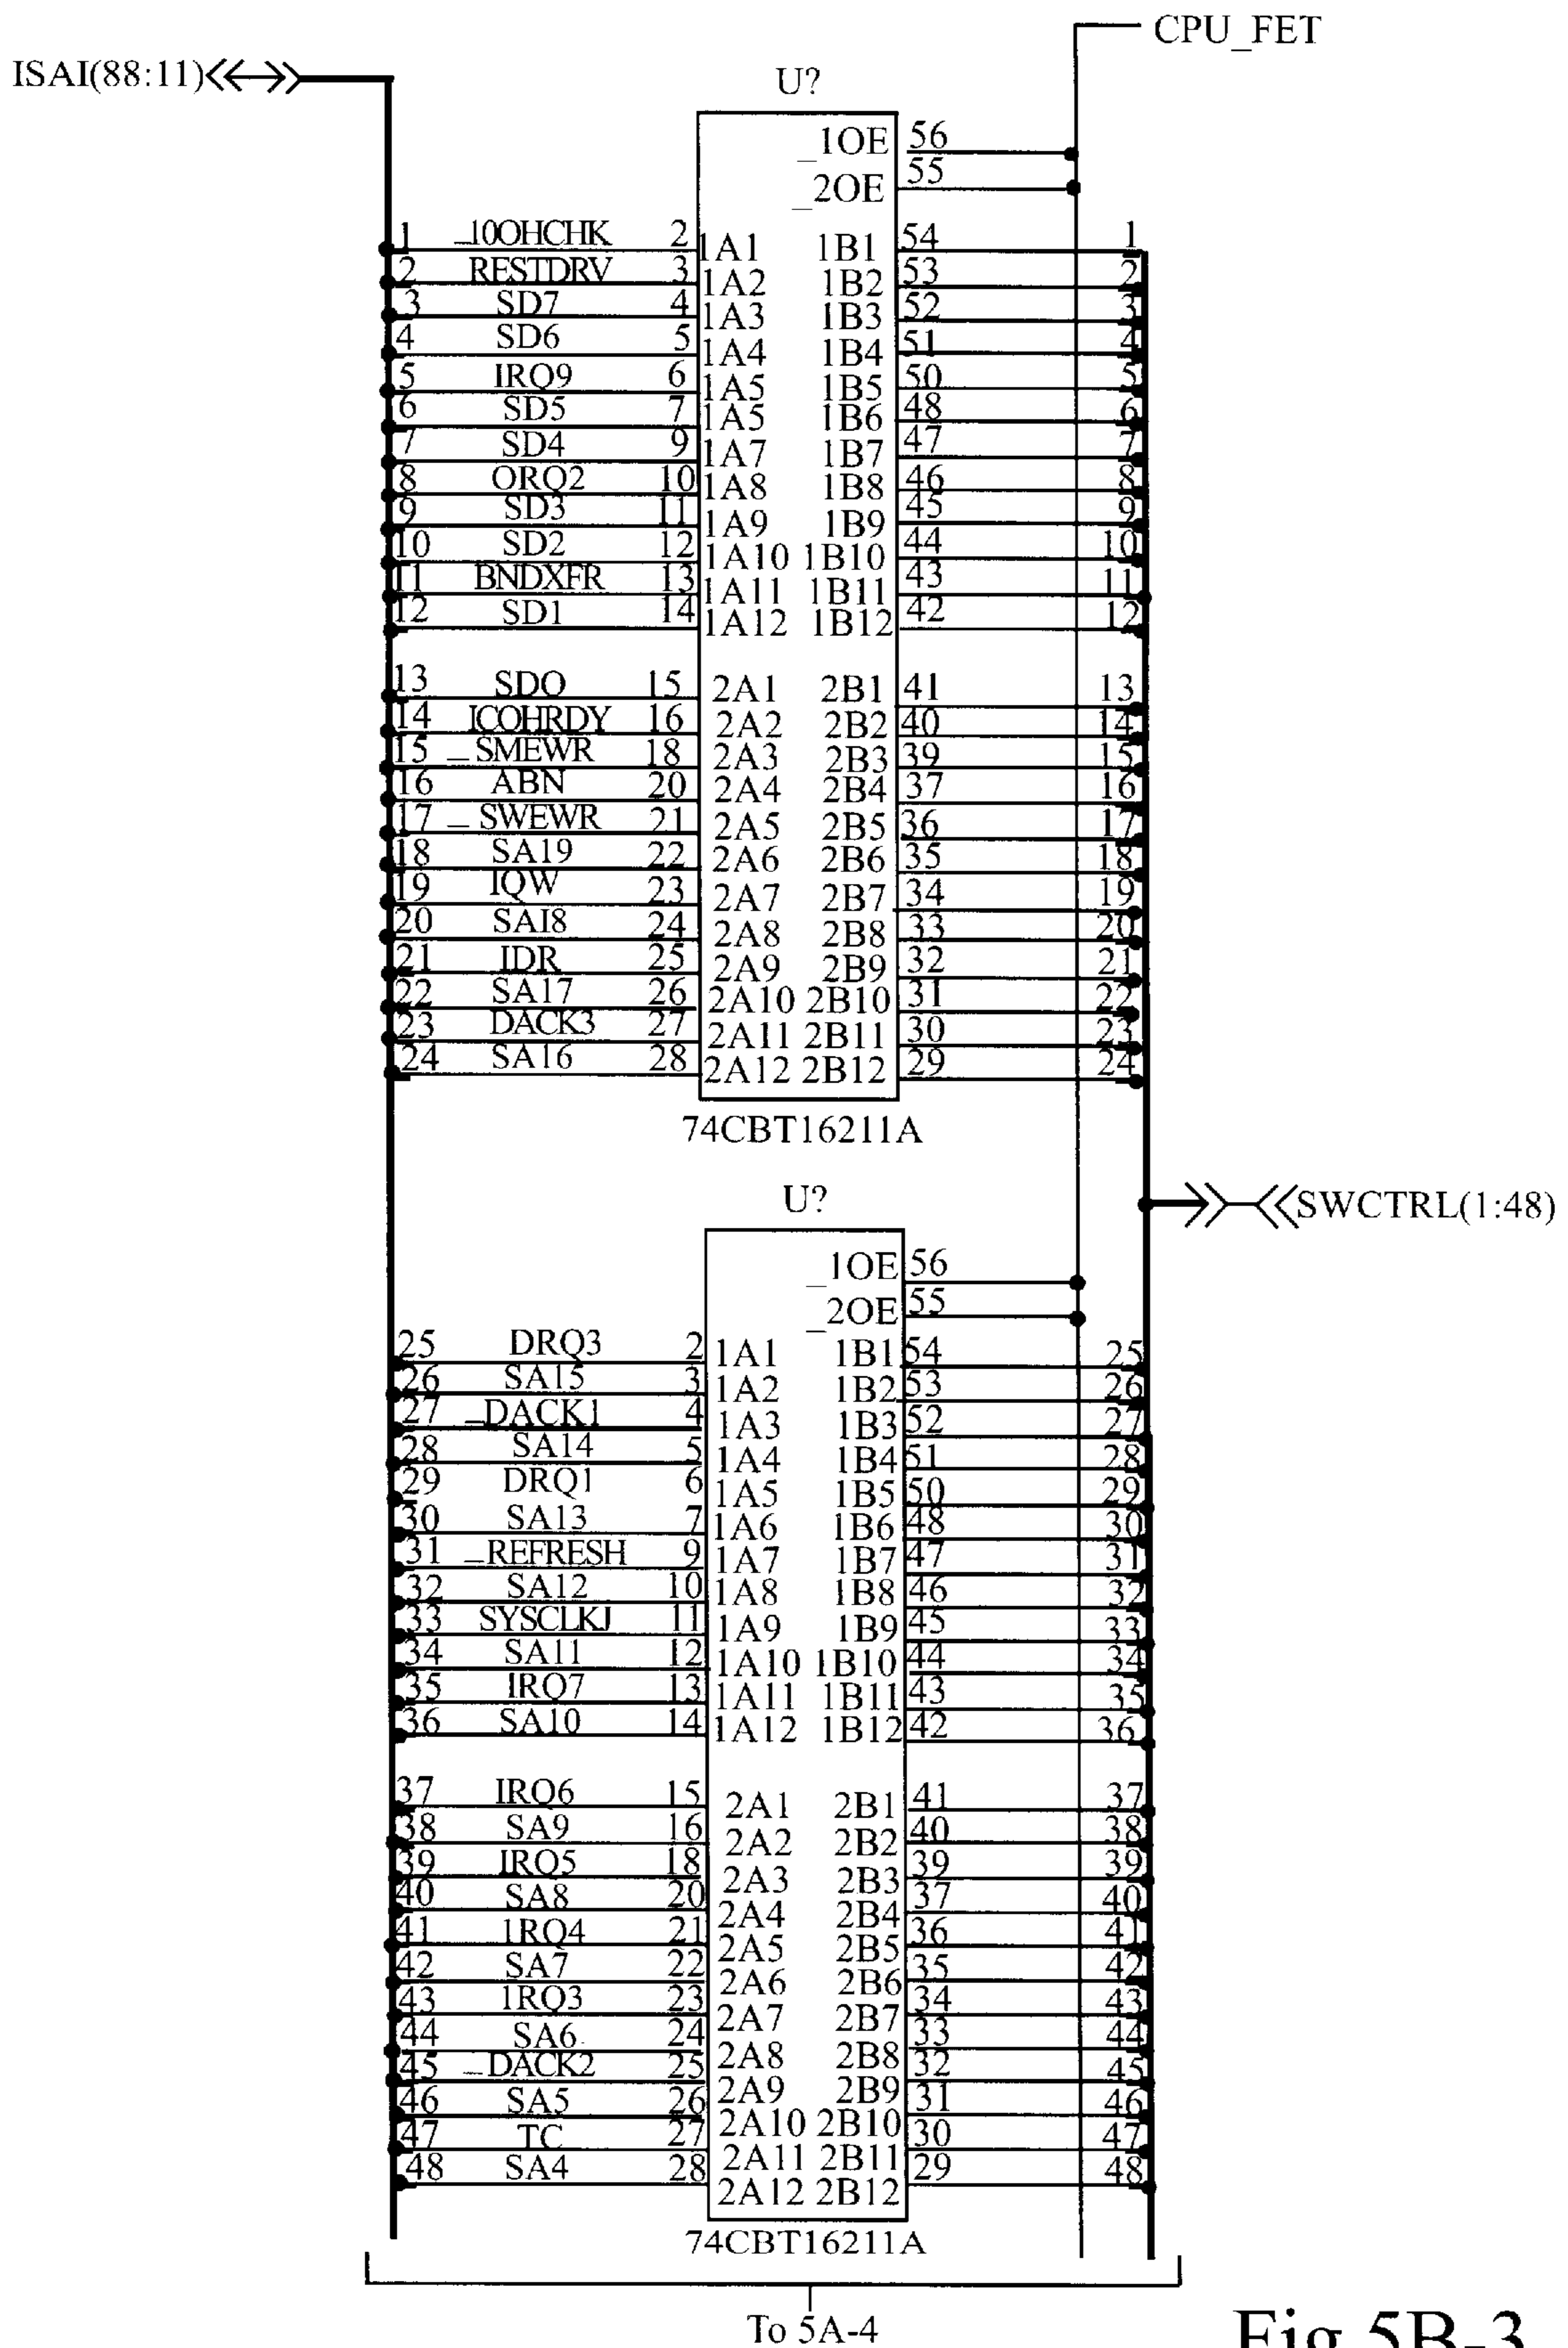 CPU_FET
ISAI(88:11)
U?
_1OE 56
_2OE 55
1 _10OHCHK 2 1A1 1B1 54 1
2 RESTDRV 3 1A2 1B2 53 2
3 SD7 4 1A3 1B3 52 3
4 SD6 5 1A4 1B4 51 4
5 IRQ9 6 1A5 1B5 50 5
6 SD5 7 1A5 1B6 48 6
7 SD4 9 1A7 1B7 47 7
8 ORQ2 10 1A8 1B8 46 8
9 SD3 11 1A9 1B9 45 9
10 SD2 12 1A10 1B10 44 10
11 BNDXFR 13 1A11 1B11 43 11
12 SD1 14 1A12 1B12 42 12
13 SDO 15 2A1 2B1 41 13
14 ICOHRDY 16 2A2 2B2 40 14
15 _SMEWR 18 2A3 2B3 39 15
16 ABN 20 2A4 2B4 37 16
17 _SWEWR 21 2A5 2B5 36 17
18 SA19 22 2A6 2B6 35 18
19 IQW 23 2A7 2B7 34 19
20 SAI8 24 2A8 2B8 33 20
21 IDR 25 2A9 2B9 32 21
22 SA17 26 2A10 2B10 31 22
23 DACK3 27 2A11 2B11 30 23
24 SA16 28 2A12 2B12 29 24
74CBT16211A
U?
SWCTRL(1:48)
_1OE 56
_2OE 55
25 DRQ3 2 1A1 1B1 54 25
26 SA15 3 1A2 1B2 53 26
27 _DACK1 4 1A3 1B3 52 27
28 SA14 5 1A4 1B4 51 28
29 DRQ1 6 1A5 1B5 50 29
30 SA13 7 1A6 1B6 48 30
31 _REFRESH 9 1A7 1B7 47 31
32 SA12 10 1A8 1B8 46 32
33 SYSCLKJ 11 1A9 1B9 45 33
34 SA11 12 1A10 1B10 44 34
35 IRQ7 13 1A11 1B11 43 35
36 SA10 14 1A12 1B12 42 36
37 IRQ6 15 2A1 2B1 41 37
38 SA9 16 2A2 2B2 40 38
39 IRQ5 18 2A3 2B3 39 39
40 SA8 20 2A4 2B4 37 40
41 1RQ4 21 2A5 2B5 36 41
42 SA7 22 2A6 2B6 35 42
43 1RQ3 23 2A7 2B7 34 43
44 SA6 24 2A8 2B8 33 44
45 _DACK2 25 2A9 2B9 32 45
46 SA5 26 2A10 2B10 31 46
47 TC 27 2A11 2B11 30 47
48 SA4 28 2A12 2B12 29 48
74CBT16211A
To 5A-4
Fig 5B-3